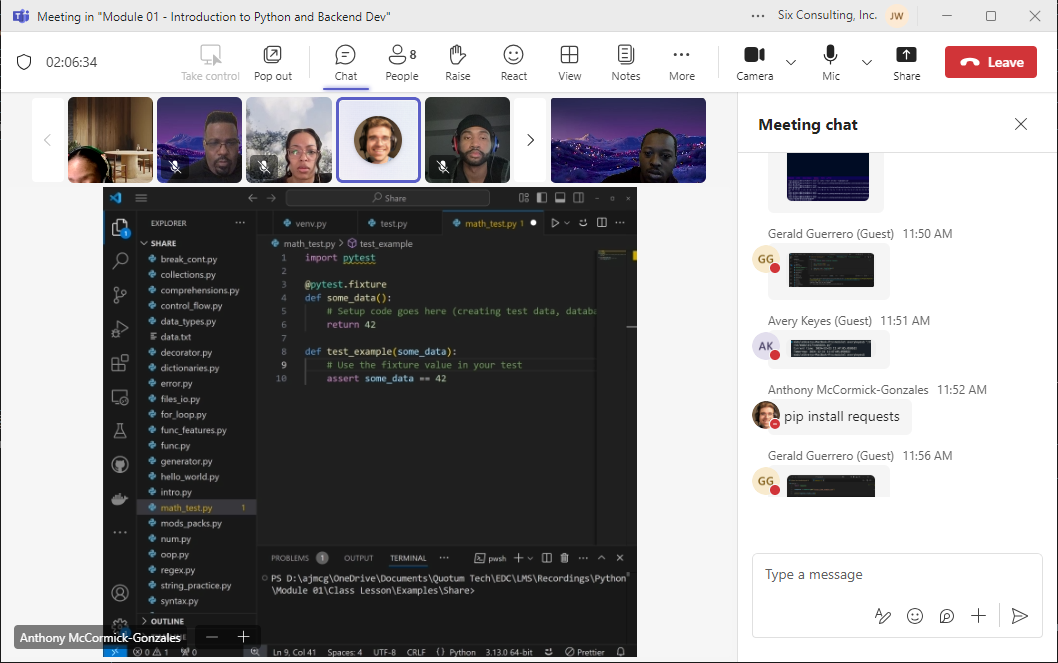 Meeting in "Module 01 - Introduction to Python and Backend Dev"
Six Consulting, Inc.
JW
02:06:34
Take control
Pop out
Chat
People
8
Raise
React
View
Notes
More
Camera
Mic
Share
Leave
Share
EXPLORER
SHARE
break_cont.py
collections.py
comprehensions.py
control_flow.py
data_types.py
data.txt
decorator.py
dictionaries.py
error.py
files_io.py
for_loop.py
func_features.py
func.py
generator.py
hello_world.py
intro.py
math_test.py 1
mods_packs.py
num.py
oop.py
regex.py
string_practice.py
syntax.py
OUTLINE
venv.py
test.py
math_test.py 1
math_test.py > test_example
1 import pytest
2
3 @pytest.fixture
4 def some_data():
5 # Setup code goes here (creating test data, databa
6 return 42
7
8 def test_example(some_data):
9 # Use the fixture value in your test
10 assert some_data == 42
PROBLEMS 1 OUTPUT TERMINAL pwsh
PS D:\ajmcg\OneDrive\Documents\Quotum Tech\EDC\LMS\Recordings\Python
\Module 01\Class Lesson\Examples\Share>
Anthony McCormick-Gonzales
0 1 0 Ln 9, Col 41 Spaces: 4 UTF-8 CRLF {} Python 3.13.0 64-bit Prettier
Meeting chat
Gerald Guerrero (Guest) 11:50 AM
GG
Avery Keyes (Guest) 11:51 AM
AK
Anthony McCormick-Gonzales 11:52 AM
pip install requests
Gerald Guerrero (Guest) 11:56 AM
GG
Type a message